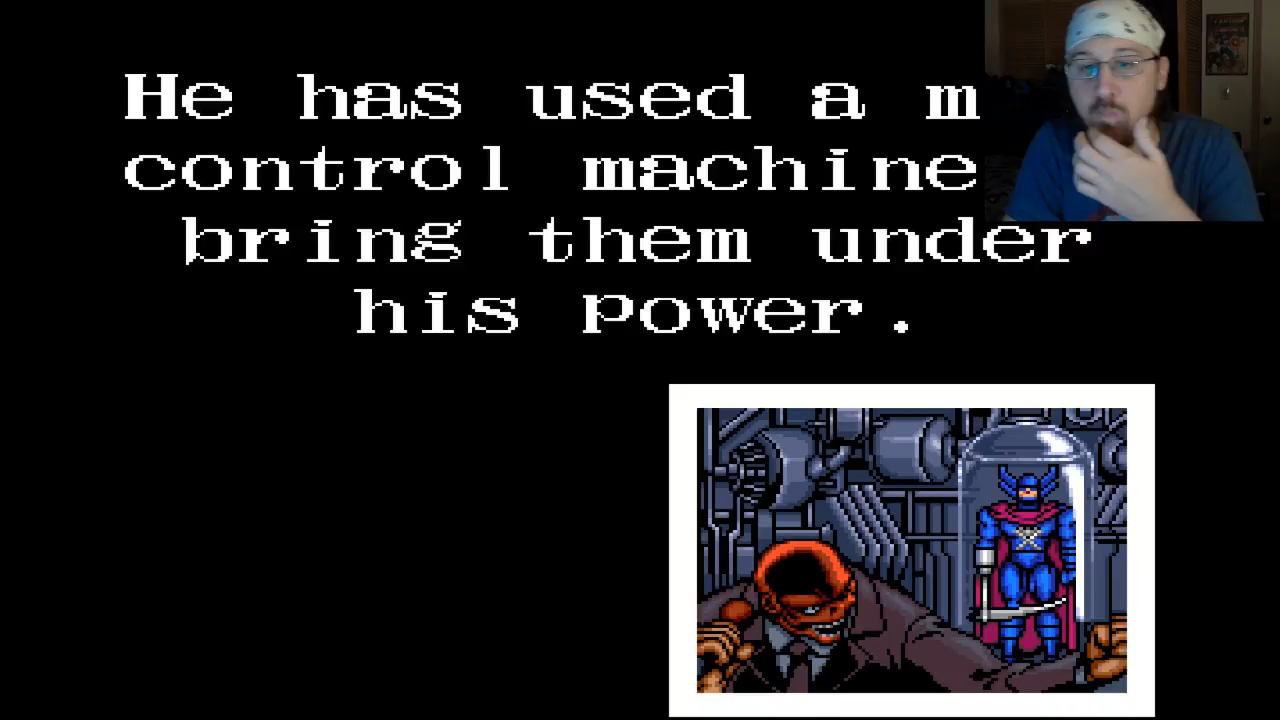 He has used a m
control machine
bring them under
his power.